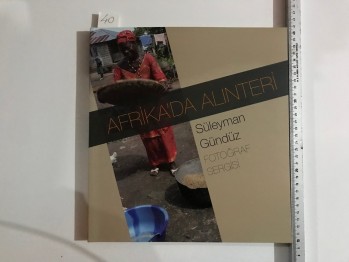 40
AFRİKA'DA ALINTERİ
Süleyman
Gündüz
FOTOĞRAF
SERGİSİ